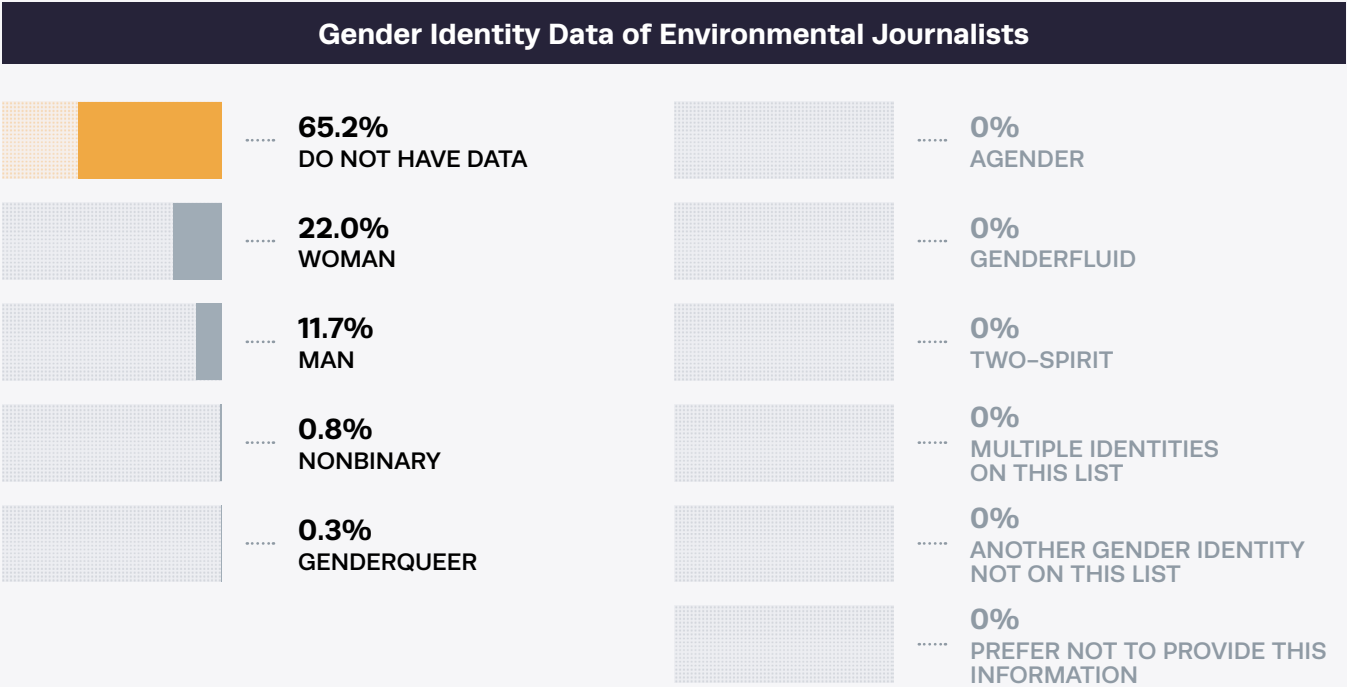 Gender Identity Data of Environmental Journalists
65.2%
DO NOT HAVE DATA
22.0%
WOMAN
11.7%
MAN
0.8%
NONBINARY
0.3%
GENDERQUEER
0%
AGENDER
0%
GENDERFLUID
0%
TWO–SPIRIT
0%
MULTIPLE IDENTITIES
ON THIS LIST
0%
ANOTHER GENDER IDENTITY
NOT ON THIS LIST
0%
PREFER NOT TO PROVIDE THIS
INFORMATION